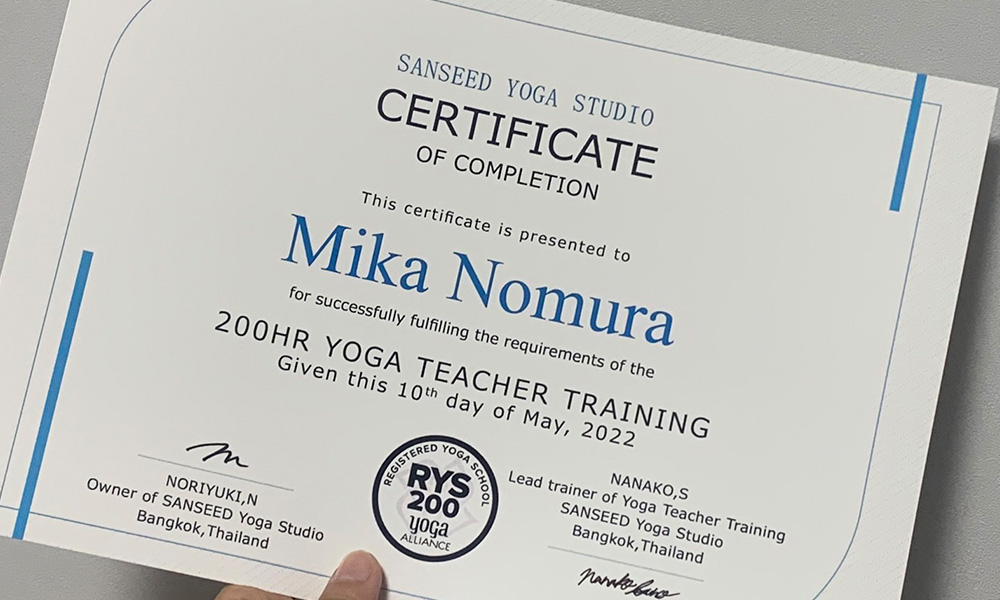 SANSEED YOGA STUDIO
CERTIFICATE
OF COMPLETION
This certificate is presented to
Mika Nomura
for successfully fulfilling the requirements of the
200HR YOGA TEACHER TRAINING
Given this 10th day of May, 2022
NORIYUKI,N
Owner of SANSEED Yoga Studio
Bangkok,Thailand
REGISTERED YOGA SCHOOL
RYS
200
yoga
ALLIANCE
NANAKO,S
Lead trainer of Yoga Teacher Training
SANSEED Yoga Studio
Bangkok,Thailand